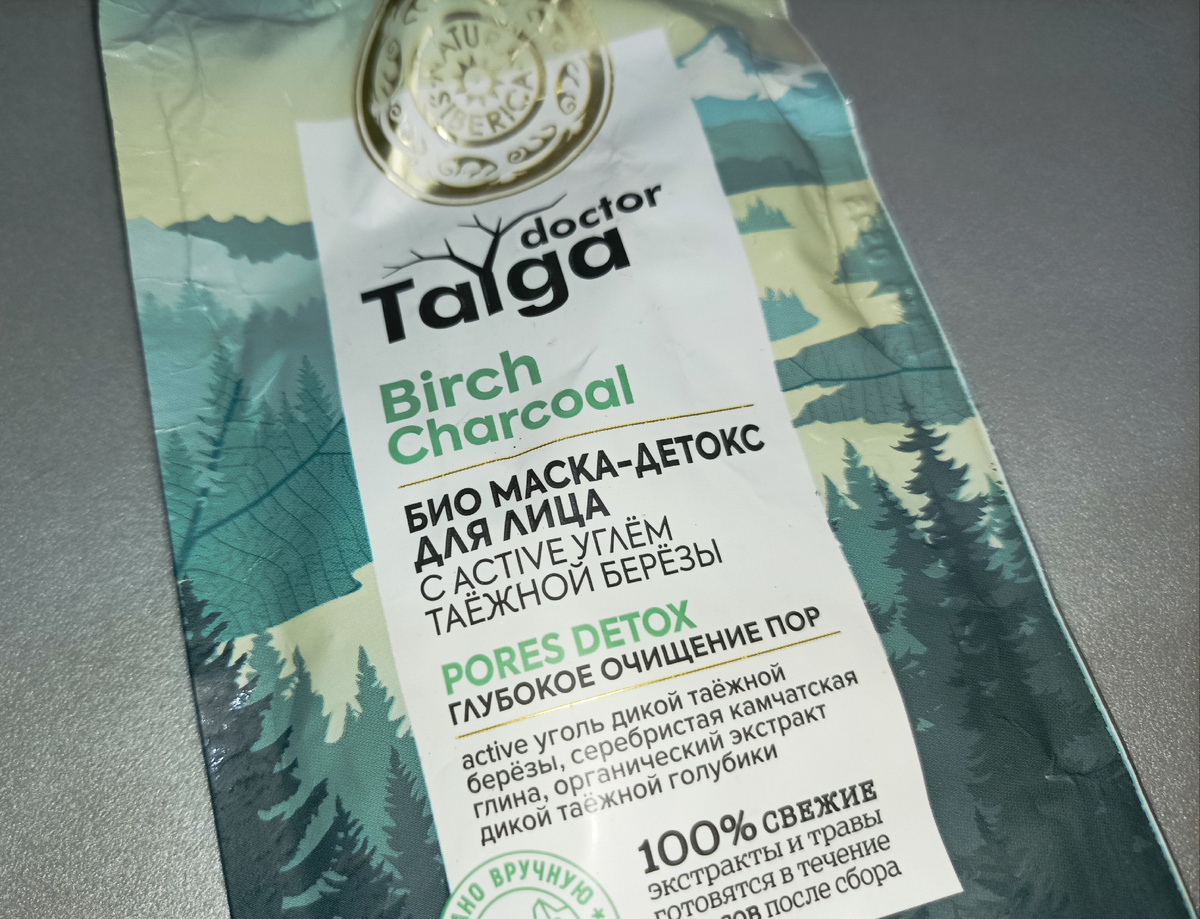 NATU
SIBERICA
doctor
Taiga
Birch
Charcoal
БИО МАСКА-ДЕТОКС
ДЛЯ ЛИЦА
С ACTIVE УГЛЁМ
ТАЁЖНОЙ БЕРЁЗЫ
PORES DETOX
ГЛУБОКОЕ ОЧИЩЕНИЕ ПОР
active уголь дикой таёжной
берёзы, серебристая камчатская
глина, органический экстракт
дикой таёжной голубики
100% СВЕЖИЕ
экстракты и травы
готовятся в течение
после сбора
ВРУЧНУЮ *